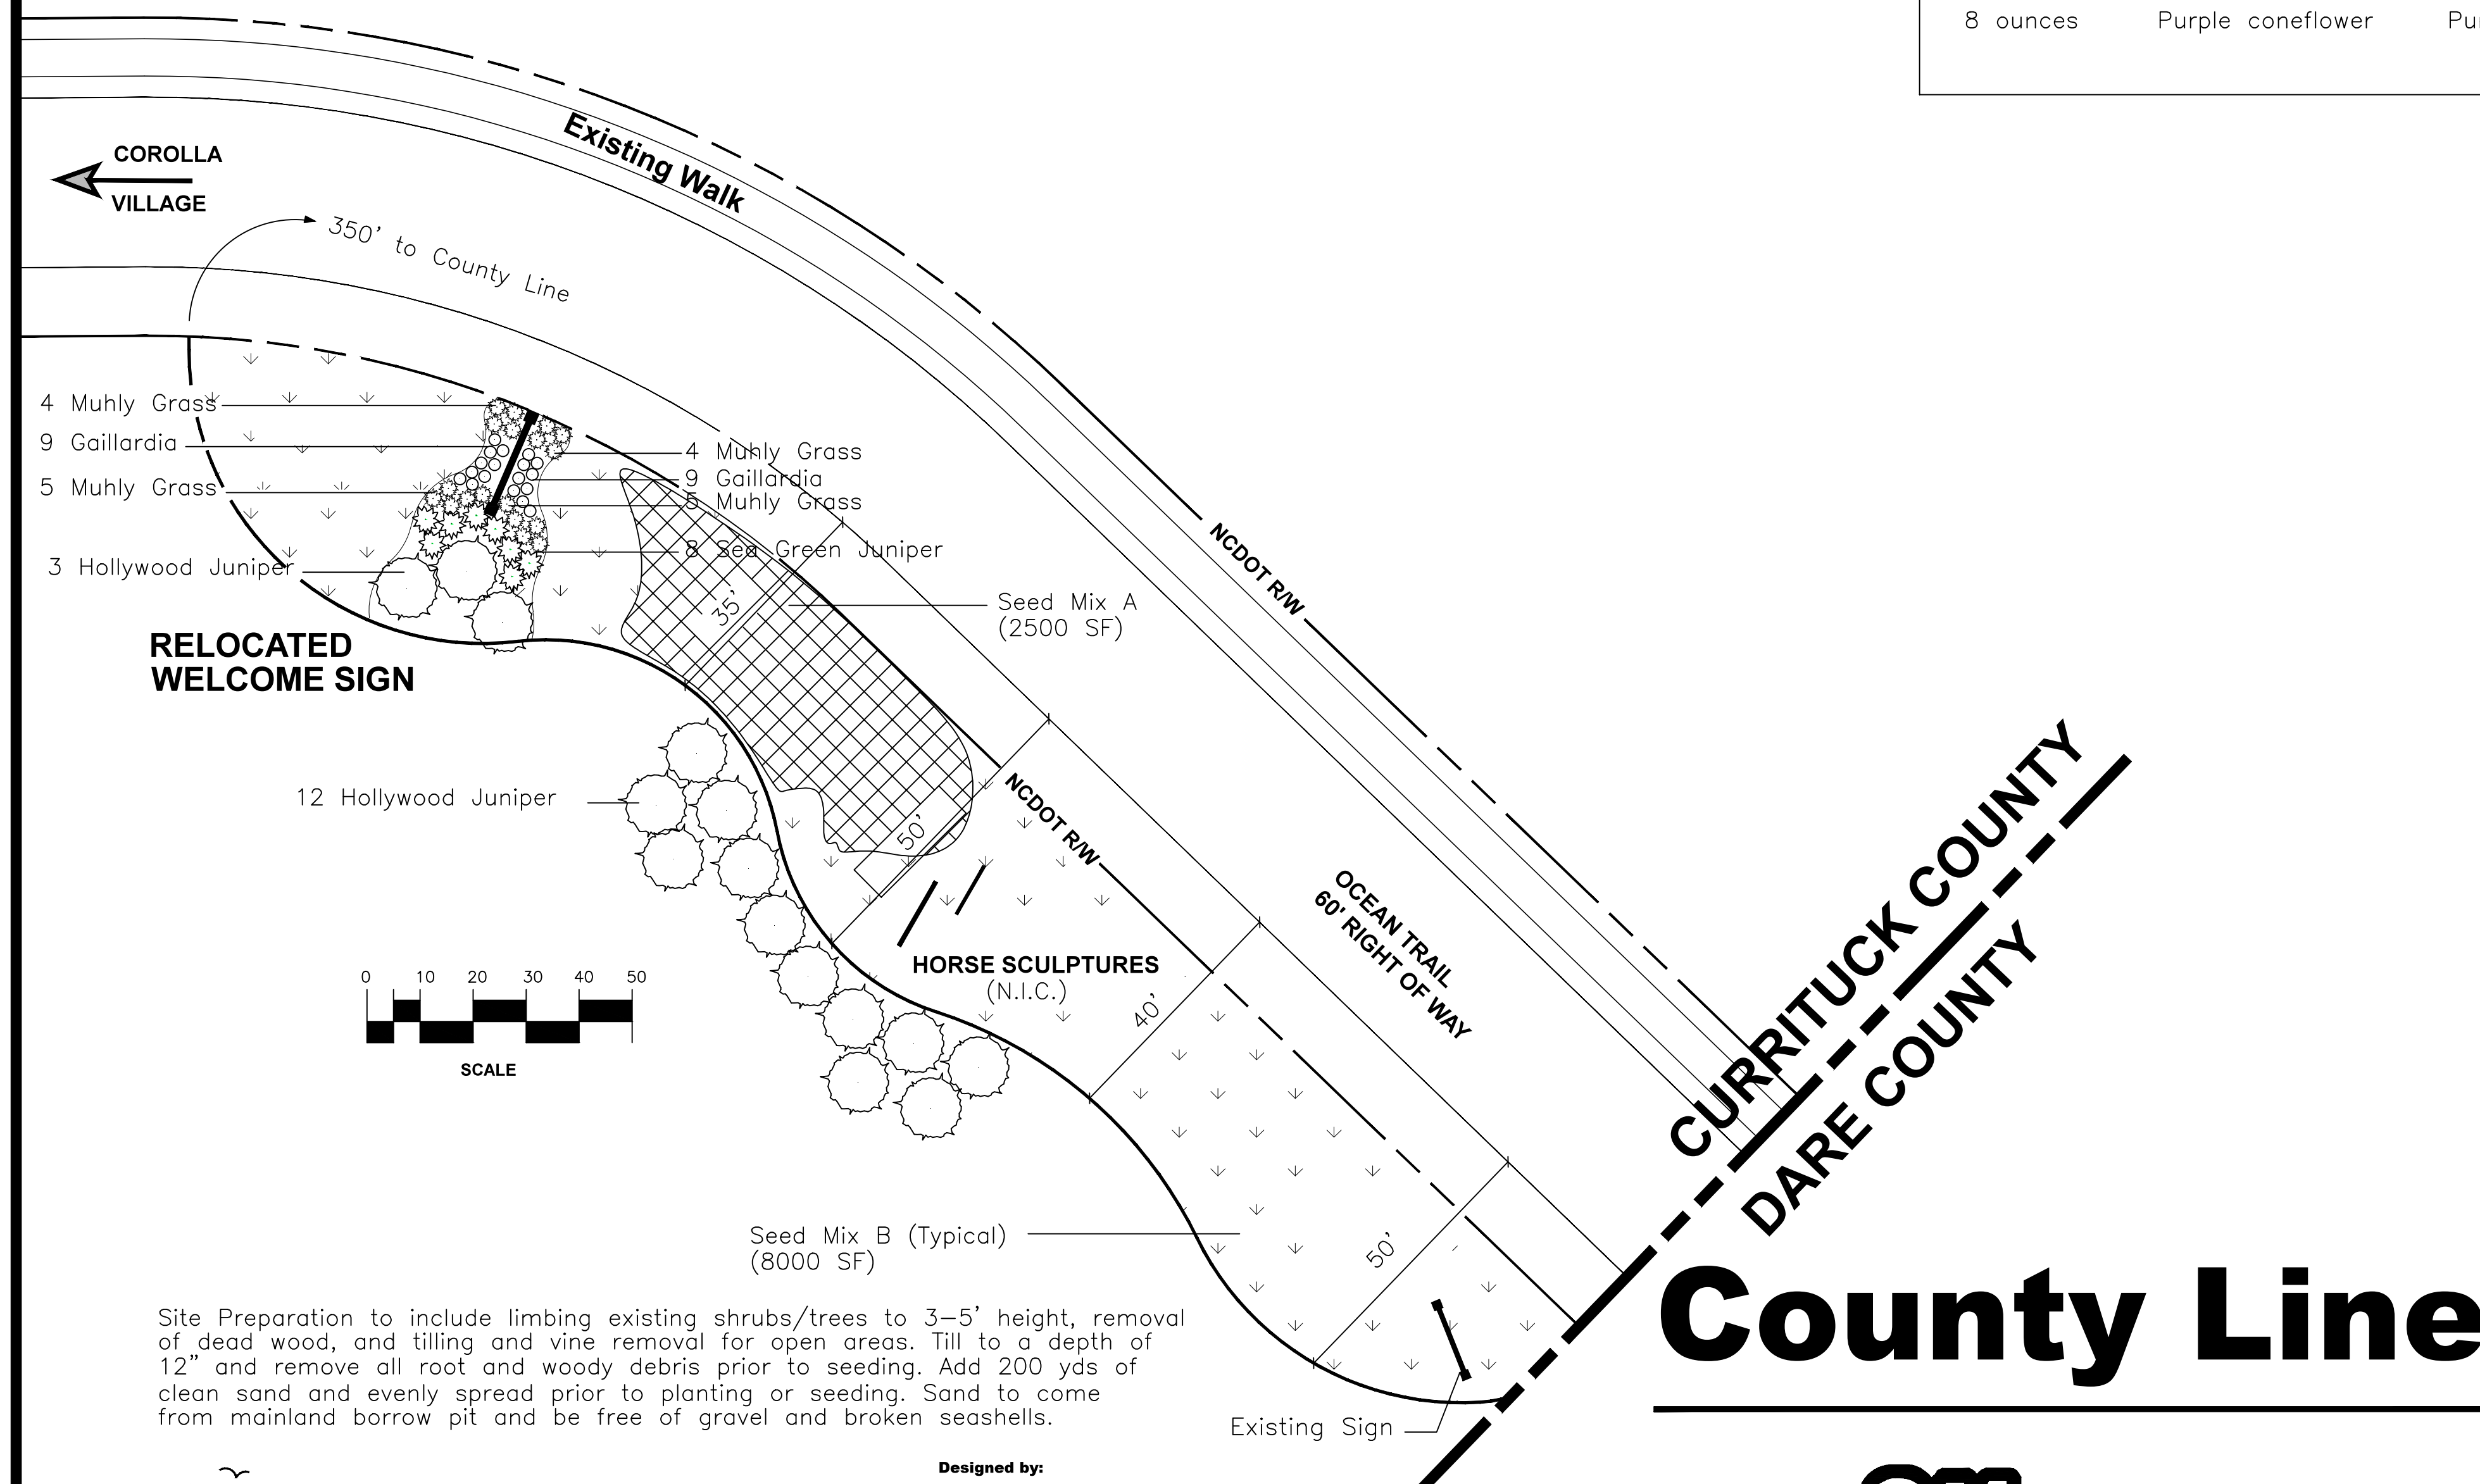 8 ounces Purple coneflower
Existing Walk
COROLLA
VILLAGE
350' to County Line
4 Muhly Grass
9 Gaillardia
5 Muhly Grass
3 Hollywood Juniper
4 Muhly Grass
9 Gaillardia
5 Muhly Grass
8 Sea Green Juniper
35'
Seed Mix A
(2500 SF)
NCDOT R/W
RELOCATED
WELCOME SIGN
12 Hollywood Juniper
50'
NCDOT R/W
HORSE SCULPTURES
(N.I.C.)
40'
OCEAN TRAIL
60' RIGHT OF WAY
CURRITUCK COUNTY
DARE COUNTY
0 10 20 30 40 50
SCALE
Seed Mix B (Typical)
(8000 SF)
50'
County Line
Site Preparation to include limbing existing shrubs/trees to 3–5' height, removal
of dead wood, and tilling and vine removal for open areas. Till to a depth of
12" and remove all root and woody debris prior to seeding. Add 200 yds of
clean sand and evenly spread prior to planting or seeding. Sand to come
from mainland borrow pit and be free of gravel and broken seashells.
Existing Sign
Designed by: